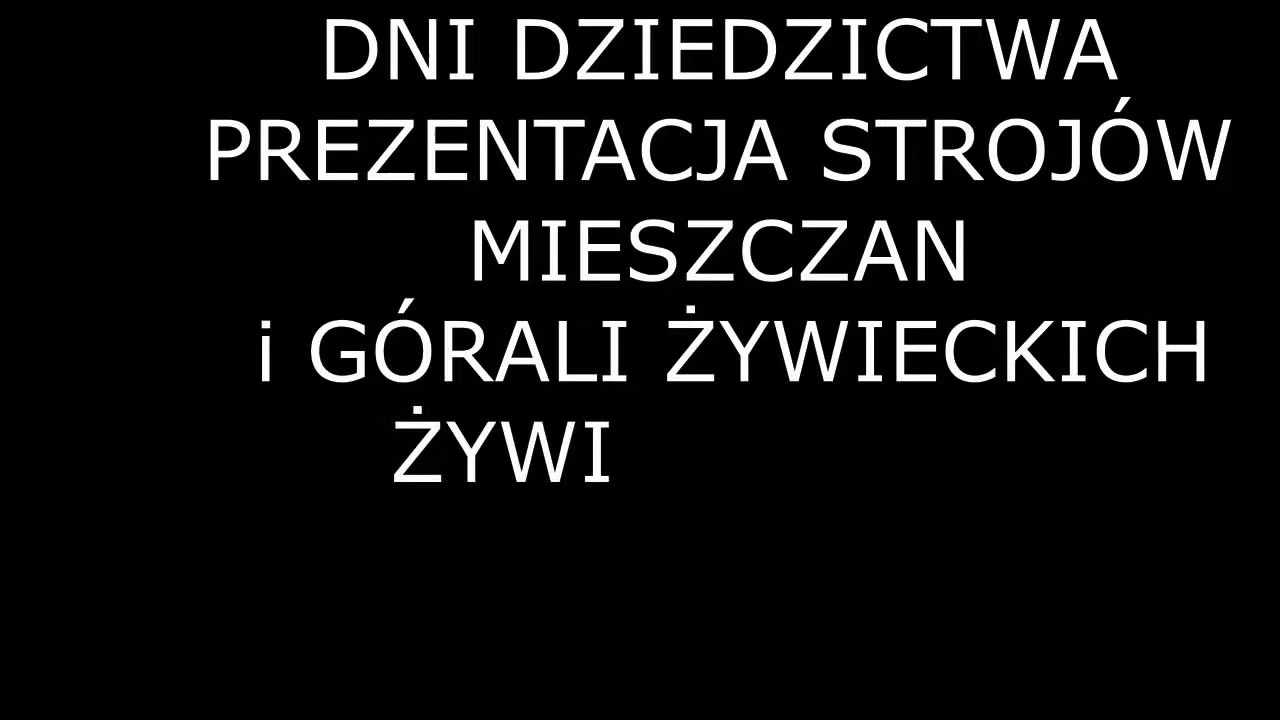 DNI DZIEDZICTWA
PREZENTACJA STROJÓW
MIESZCZAN
i GÓRALI ŻYWIECKICH
ŻYWI